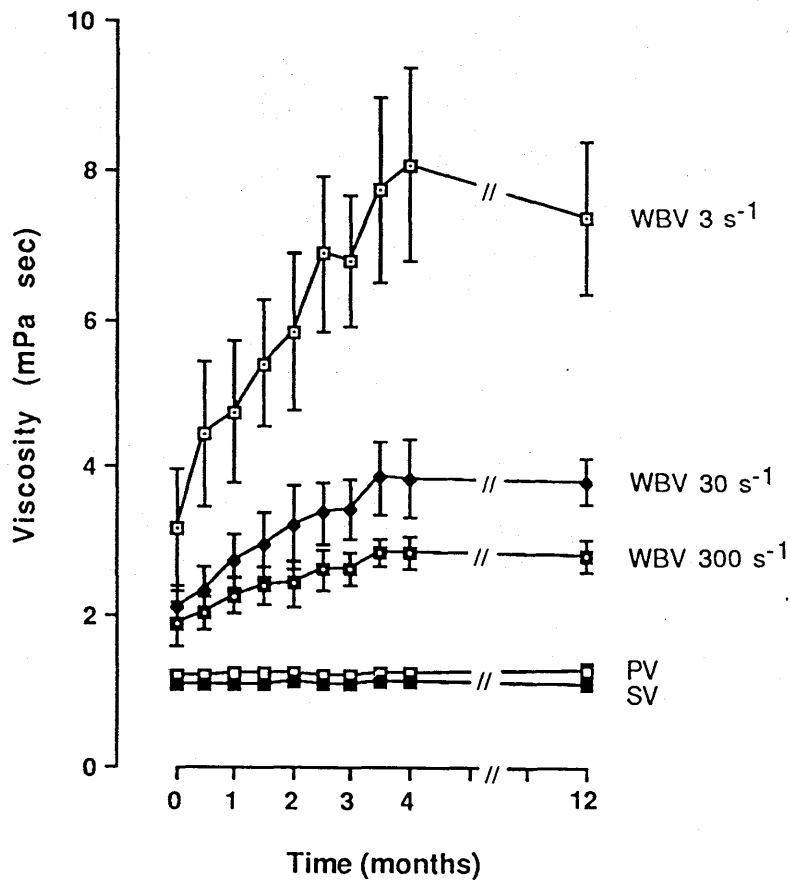 10
8
6
4
2
0
Viscosity (mPa sec)
WBV 3 s⁻¹
WBV 30 s⁻¹
WBV 300 s⁻¹
PV
SV
//
//
//
//
//
0 1 2 3 4 12
Time (months)